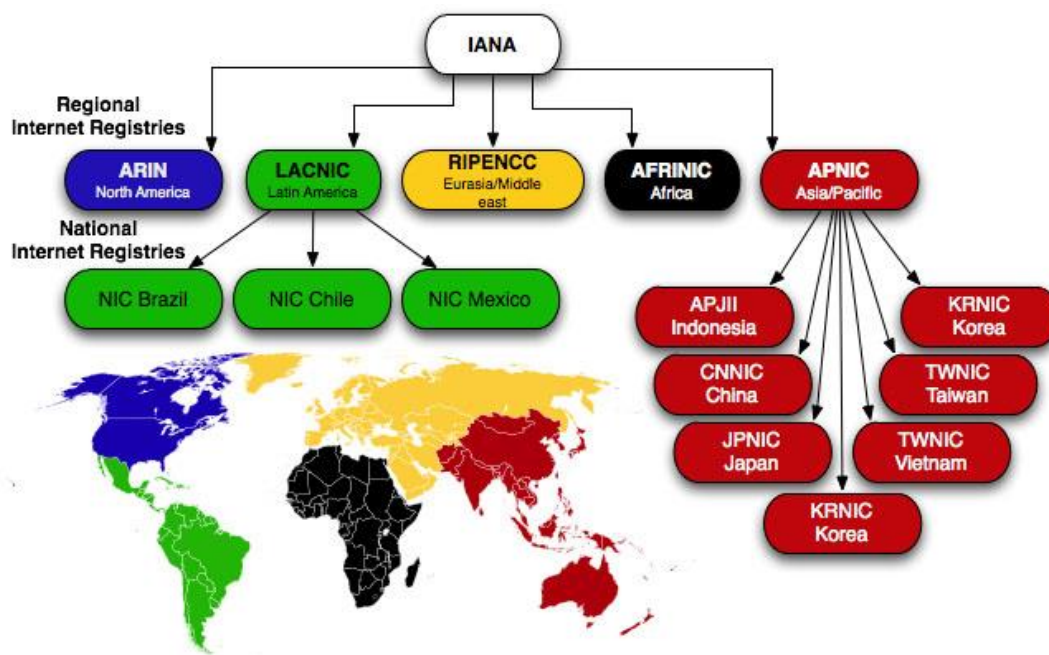 IANA
Regional
Internet Registries
ARIN
North America
LACNIC
Latin America
RIPENCC
Eurasia/Middle
east
AFRINIC
Africa
APNIC
Asia/Pacific
National
Internet Registries
NIC Brazil
NIC Chile
NIC Mexico
APJII
Indonesia
KRNIC
Korea
CNNIC
China
TWNIC
Taiwan
JPNIC
Japan
TWNIC
Vietnam
KRNIC
Korea